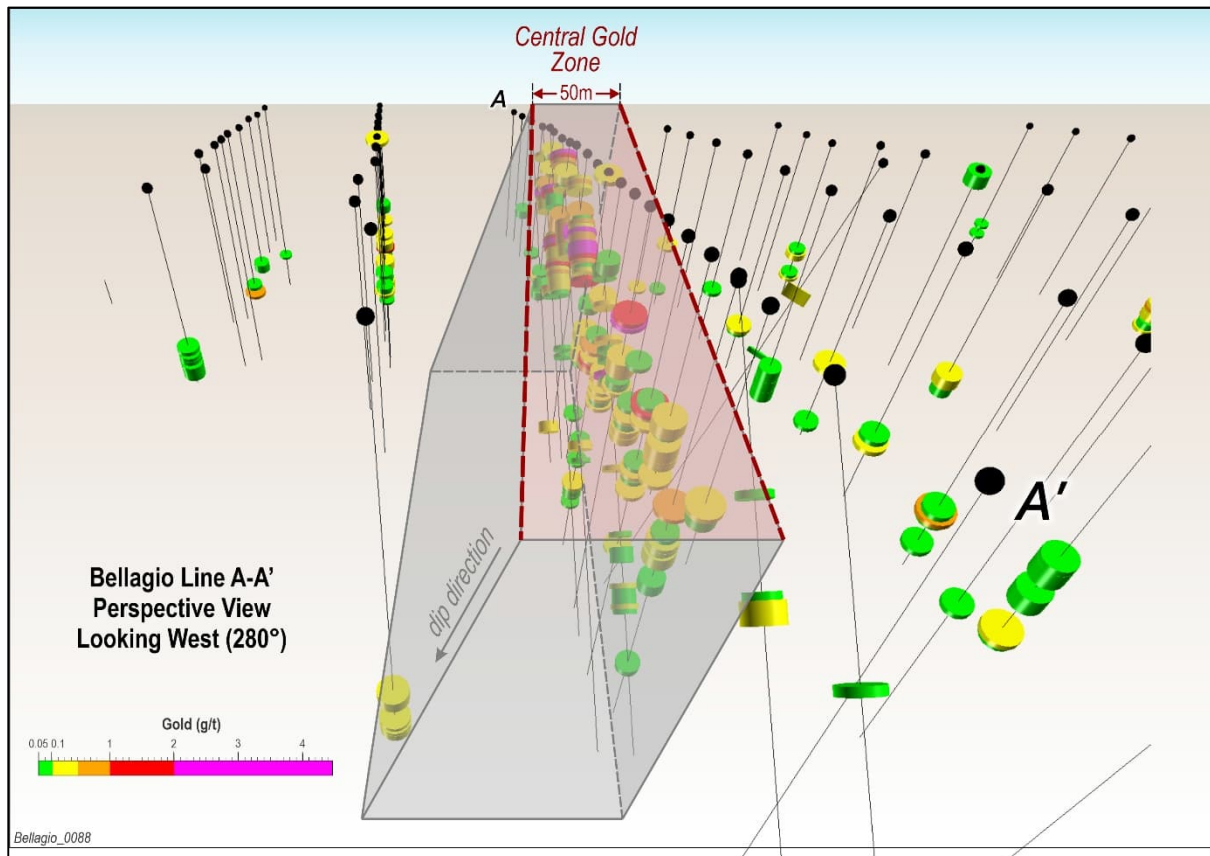 Central Gold
Zone
50m
A
A'
dip direction
Bellagio Line A-A’
Perspective View
Looking West (280°)
Gold (g/t)
0.05 0.1 1 2 3 4
Bellagio_0088